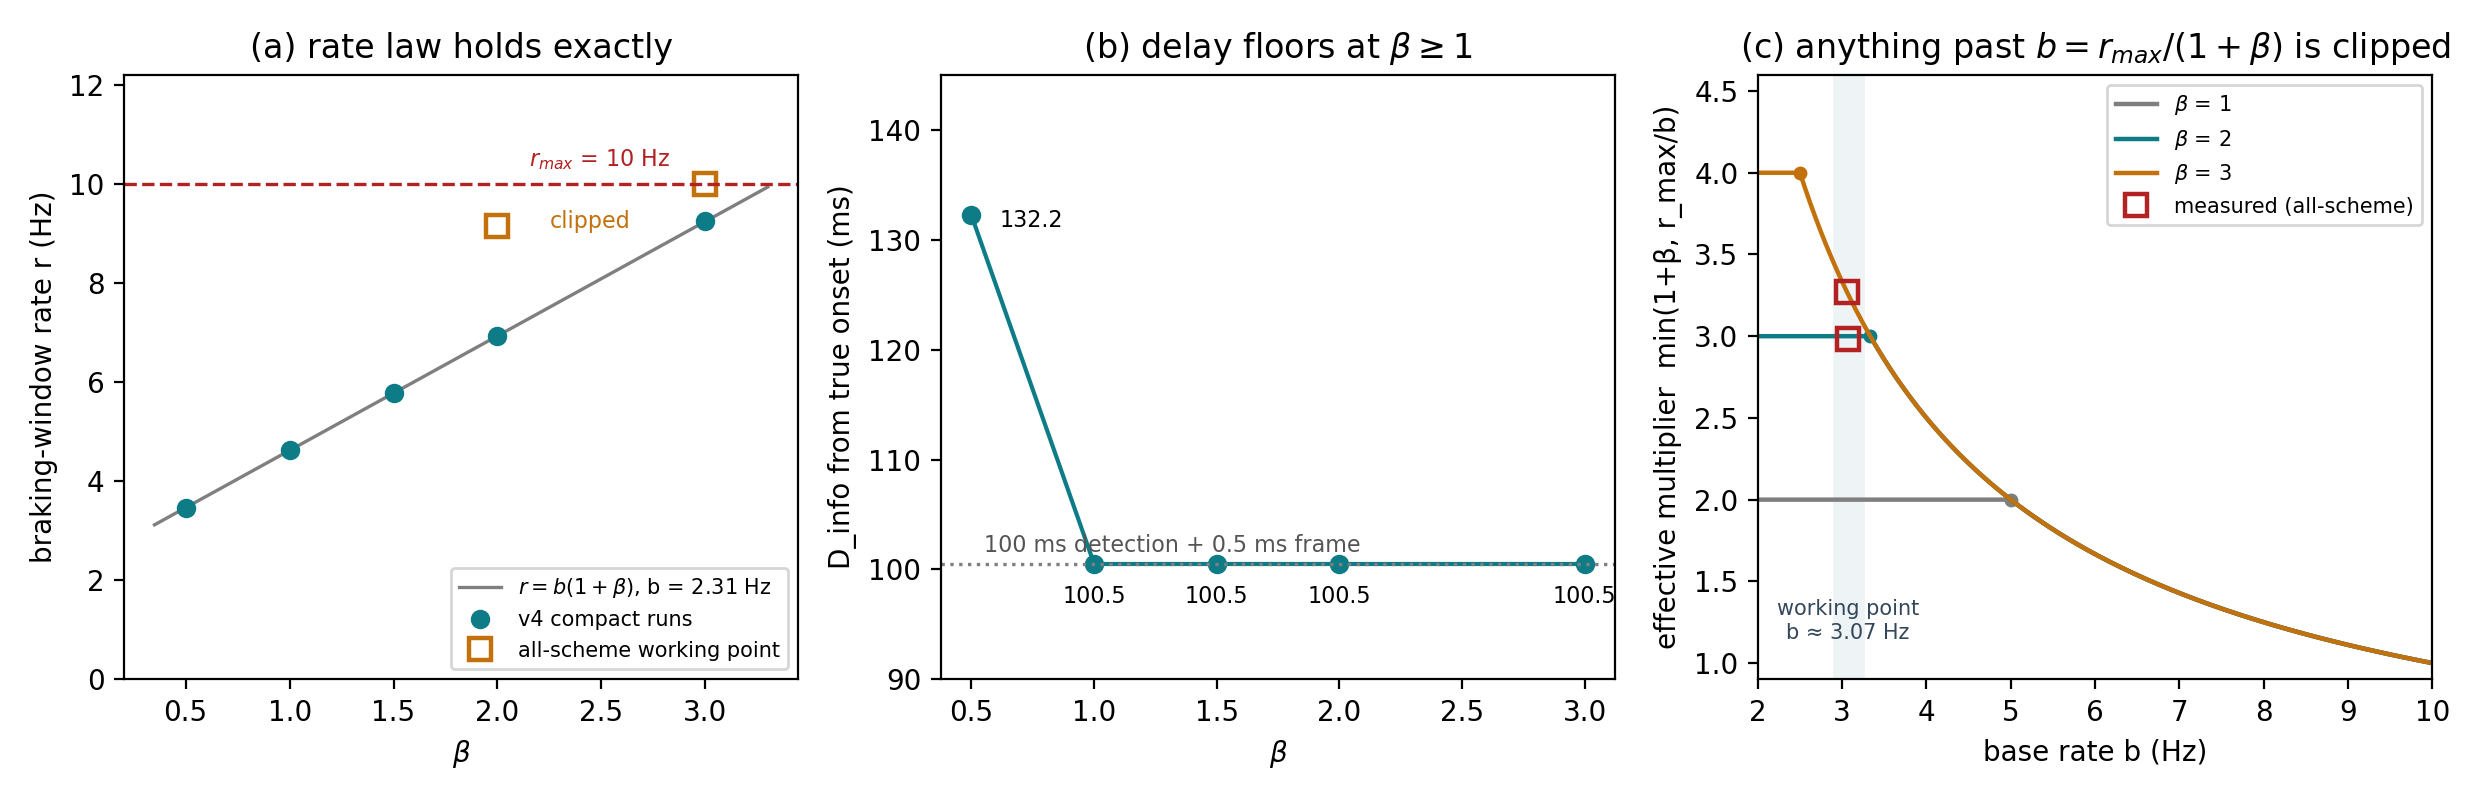 (a) rate law holds exactly
braking-window rate r (Hz)
12
10
8
6
4
2
0
r_max = 10 Hz
clipped
r = b(1 + β), b = 2.31 Hz
v4 compact runs
all-scheme working point
0.5 1.0 1.5 2.0 2.5 3.0
β
(b) delay floors at β ≥ 1
D_info from true onset (ms)
140
130
120
110
100
90
132.2
100 ms detection + 0.5 ms frame
100.5 100.5 100.5 100.5
0.5 1.0 1.5 2.0 2.5 3.0
β
(c) anything past b = r_max/(1 + β) is clipped
effective multiplier min(1+β, r_max/b)
4.5
4.0
3.5
3.0
2.5
2.0
1.5
1.0
β = 1
β = 2
β = 3
measured (all-scheme)
working point
b ≈ 3.07 Hz
2 3 4 5 6 7 8 9 10
base rate b (Hz)